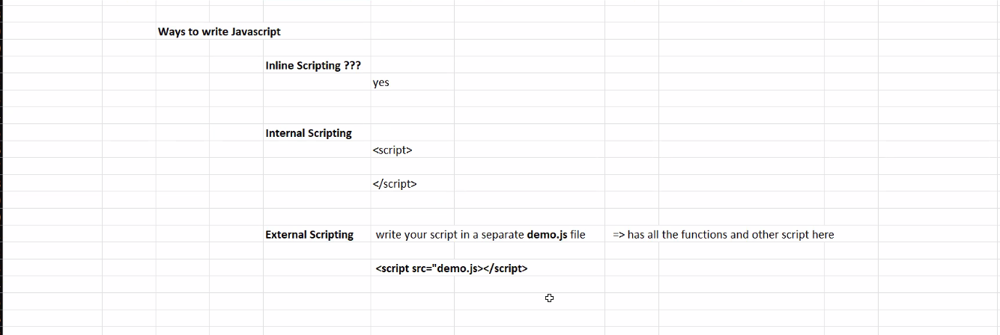 Ways to write Javascript
Inline Scripting ???
yes
Internal Scripting
<script>
</script>
External Scripting write your script in a separate demo.js file => has all the functions and other script here
<script src="demo.js></script>